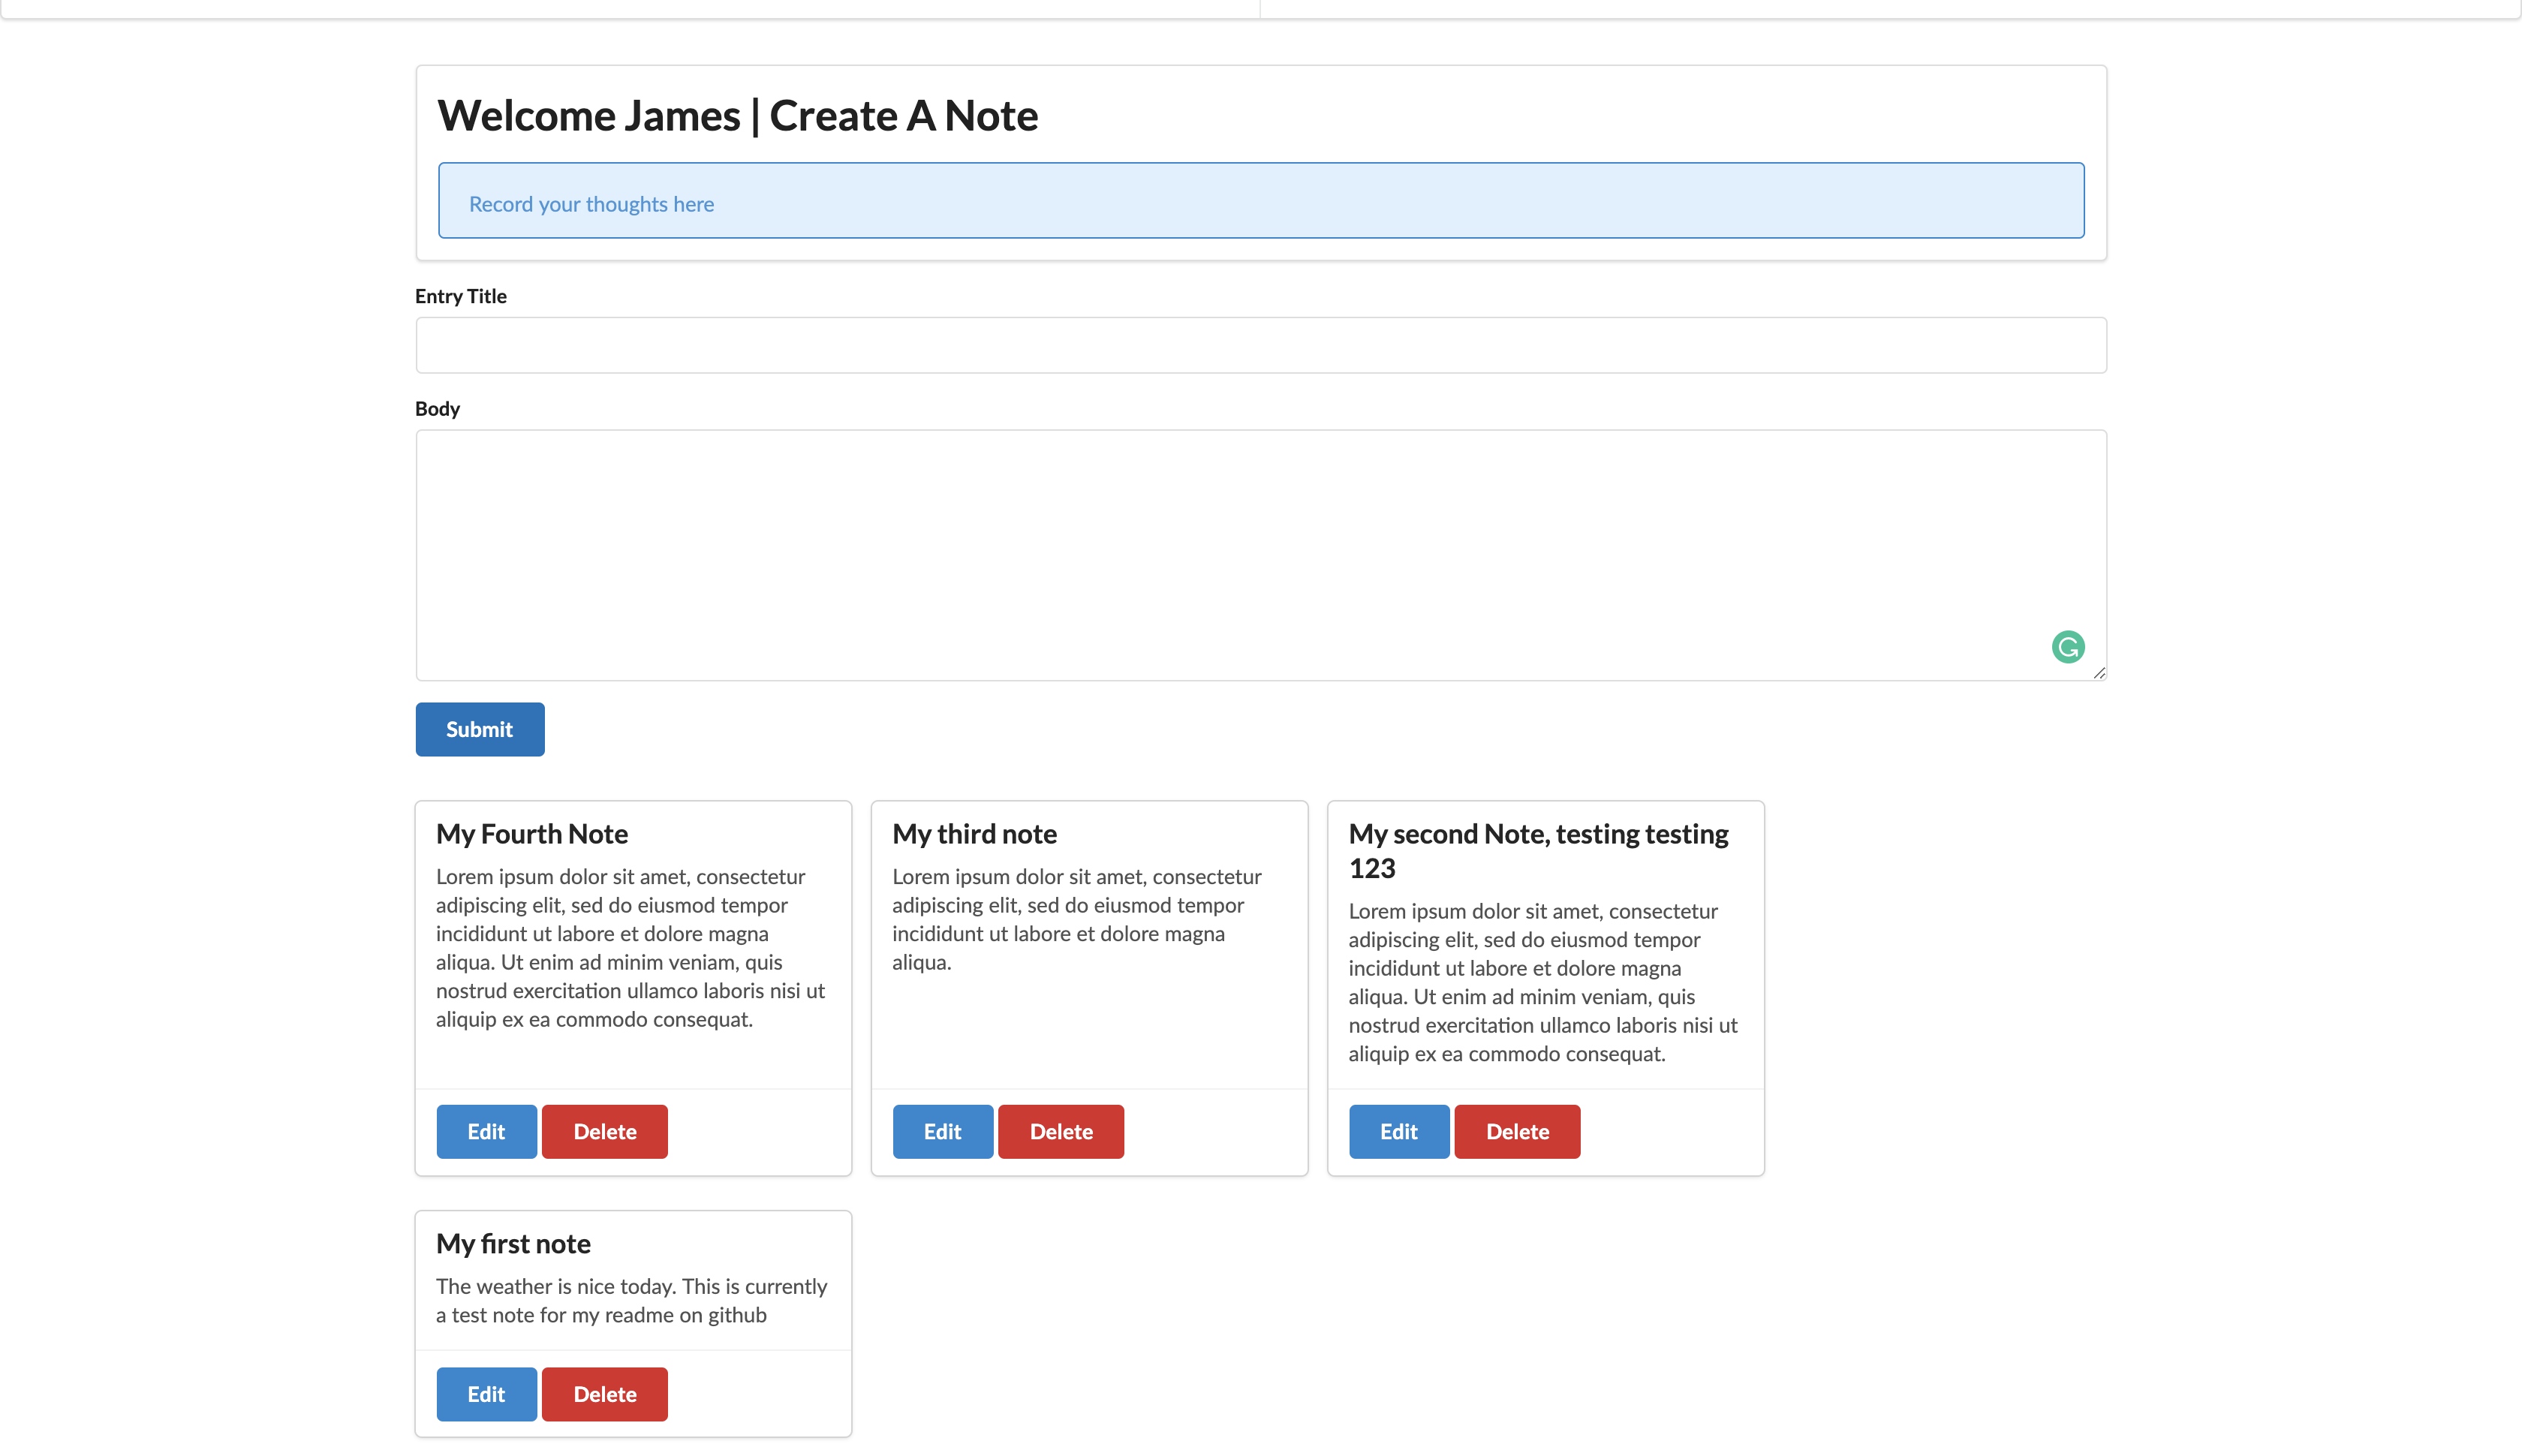 Welcome James | Create A Note
Record your thoughts here
Entry Title
Body
Submit
My Fourth Note
Lorem ipsum dolor sit amet, consectetur
adipiscing elit, sed do eiusmod tempor
incididunt ut labore et dolore magna
aliqua. Ut enim ad minim veniam, quis
nostrud exercitation ullamco laboris nisi ut
aliquip ex ea commodo consequat.
Edit Delete
My third note
Lorem ipsum dolor sit amet, consectetur
adipiscing elit, sed do eiusmod tempor
incididunt ut labore et dolore magna
aliqua.
Edit Delete
My second Note, testing testing
123
Lorem ipsum dolor sit amet, consectetur
adipiscing elit, sed do eiusmod tempor
incididunt ut labore et dolore magna
aliqua. Ut enim ad minim veniam, quis
nostrud exercitation ullamco laboris nisi ut
aliquip ex ea commodo consequat.
Edit Delete
My first note
The weather is nice today. This is currently
a test note for my readme on github
Edit Delete